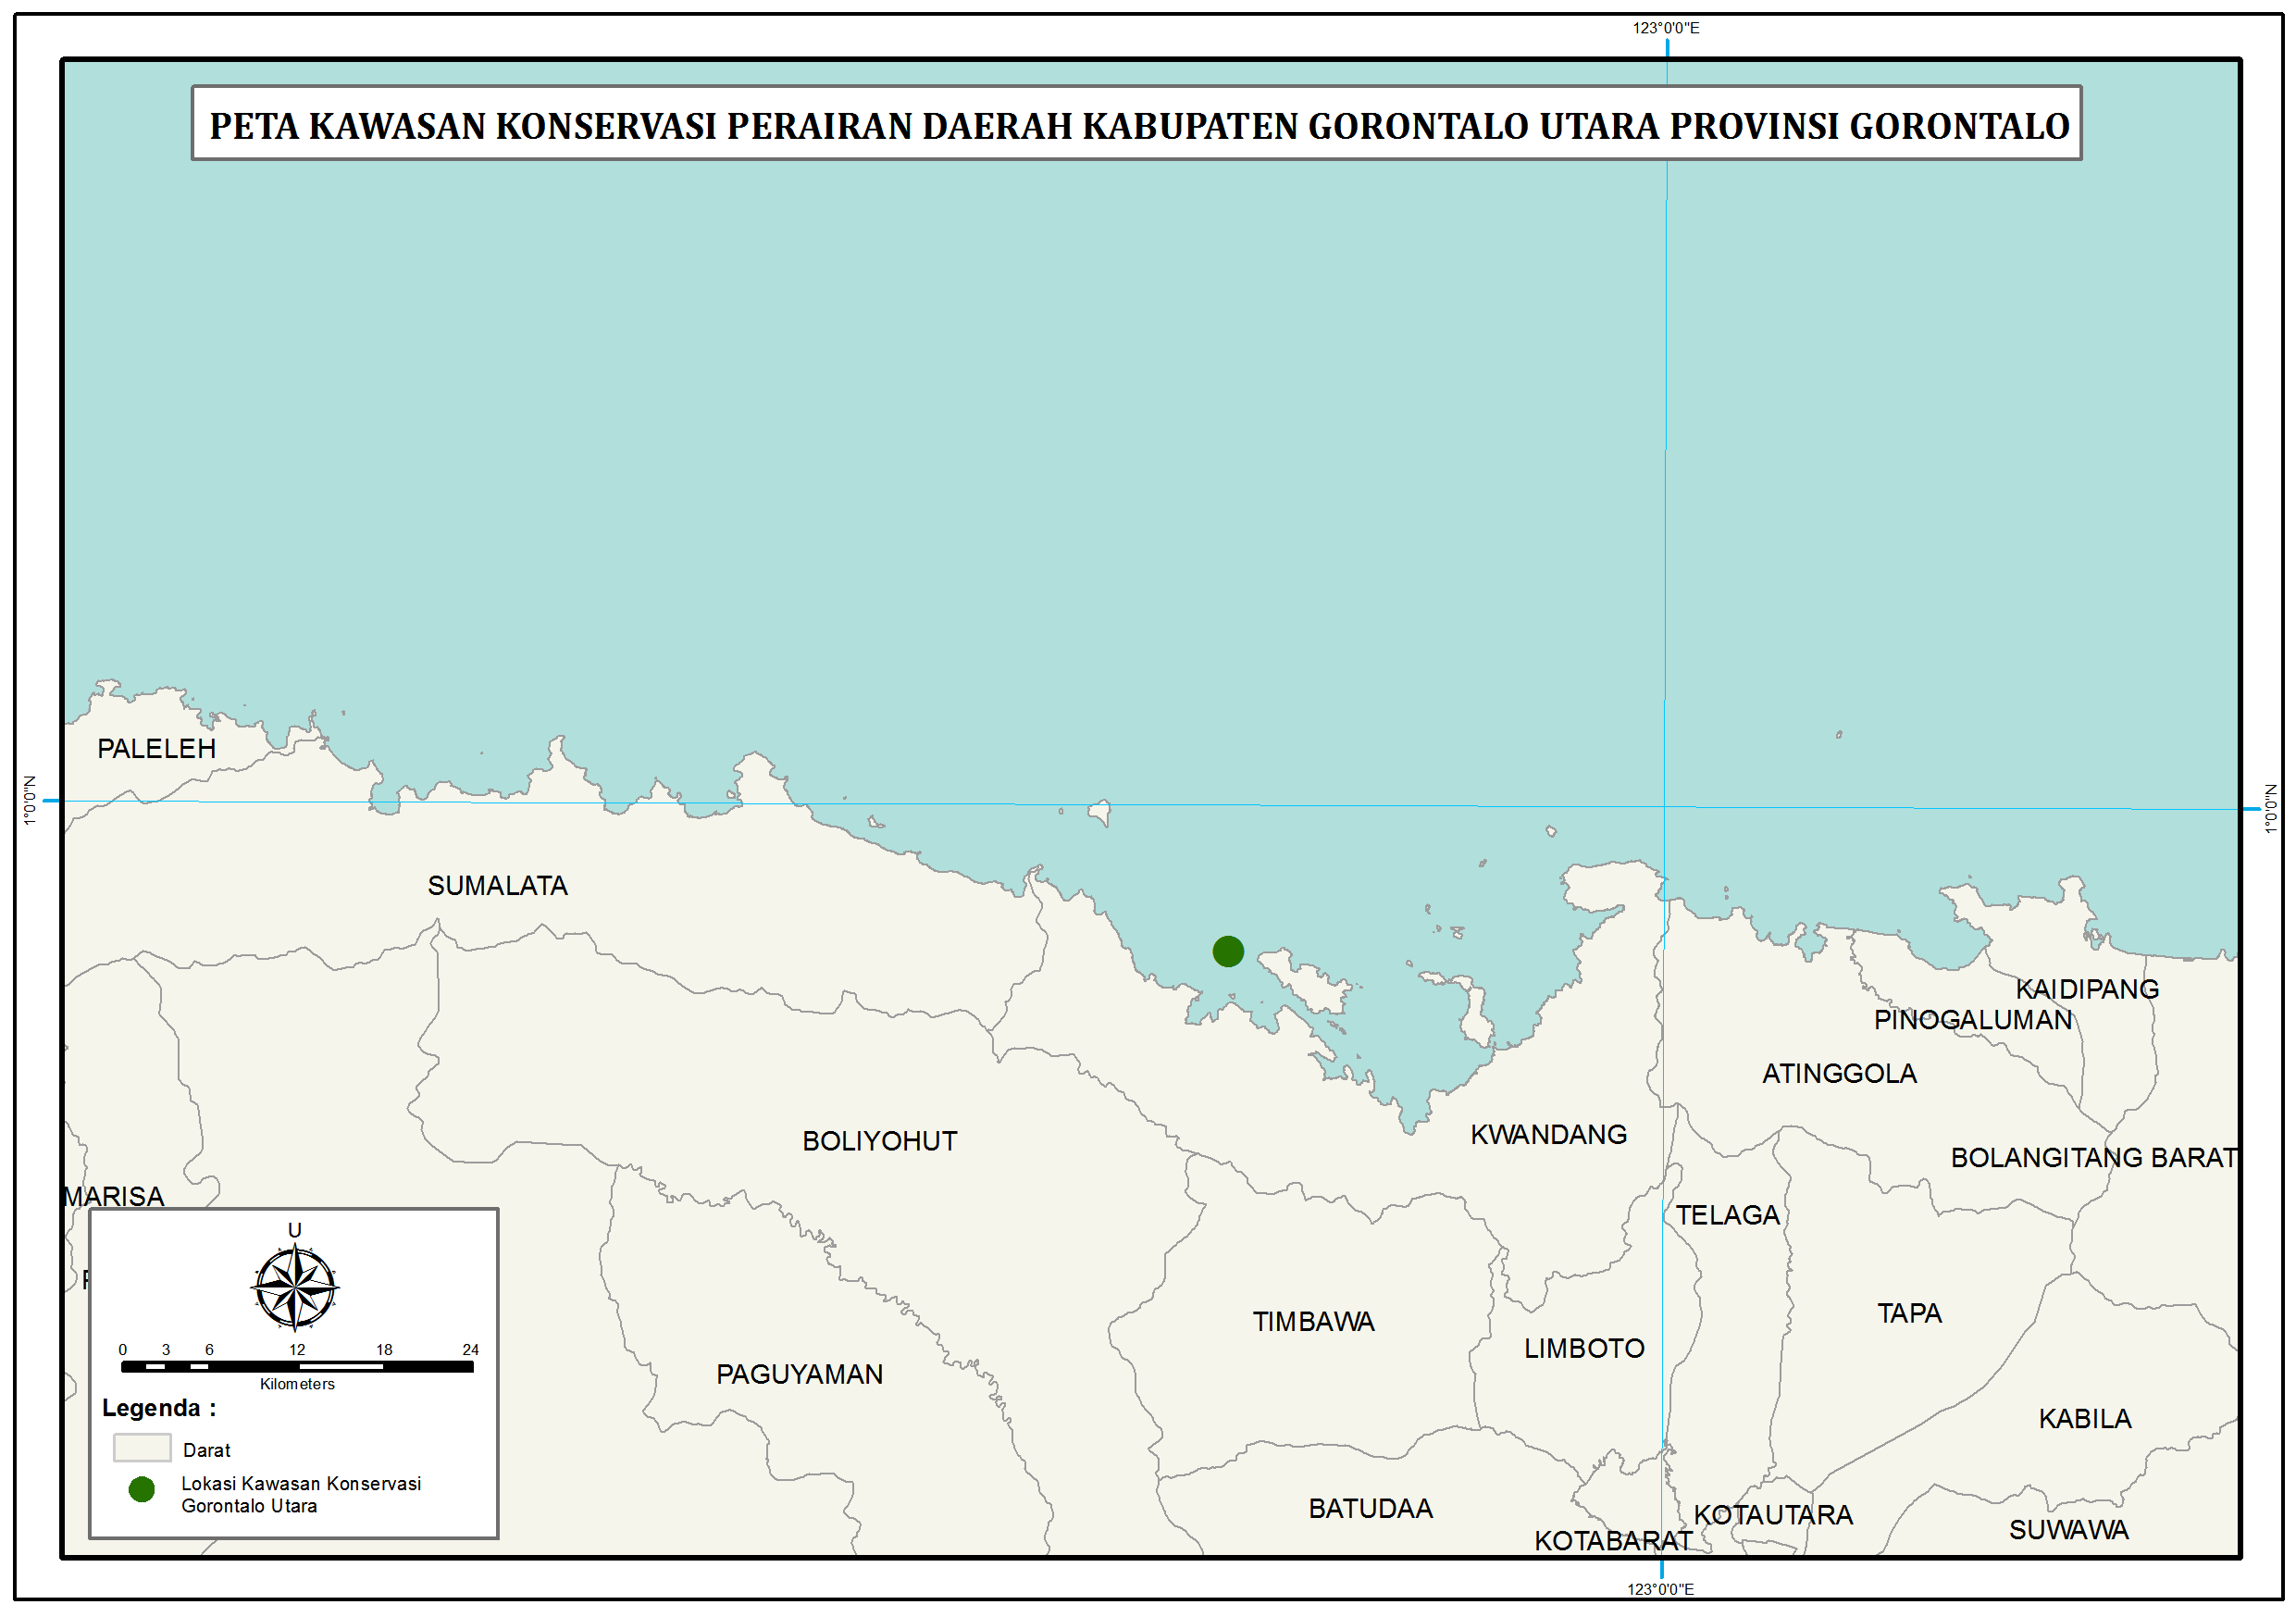 123°0'0"E
PETA KAWASAN KONSERVASI PERAIRAN DAERAH KABUPATEN GORONTALO UTARA PROVINSI GORONTALO
PALELEH
1°0'0"N
1°0'0"N
SUMALATA
KAIDIPANG
PINOGALUMAN
ATINGGOLA
KWANDANG
BOLIYOHUT
BOLANGITANG BARAT
MARISA
TELAGA
TAPA
TIMBAWA
LIMBOTO
PAGUYAMAN
KABILA
BATUDAA
KOTAUTARA
SUWAWA
KOTABARAT
U
0 3 6 12 18 24
Kilometers
Legenda :
Darat
Lokasi Kawasan Konservasi
Gorontalo Utara
123°0'0"E